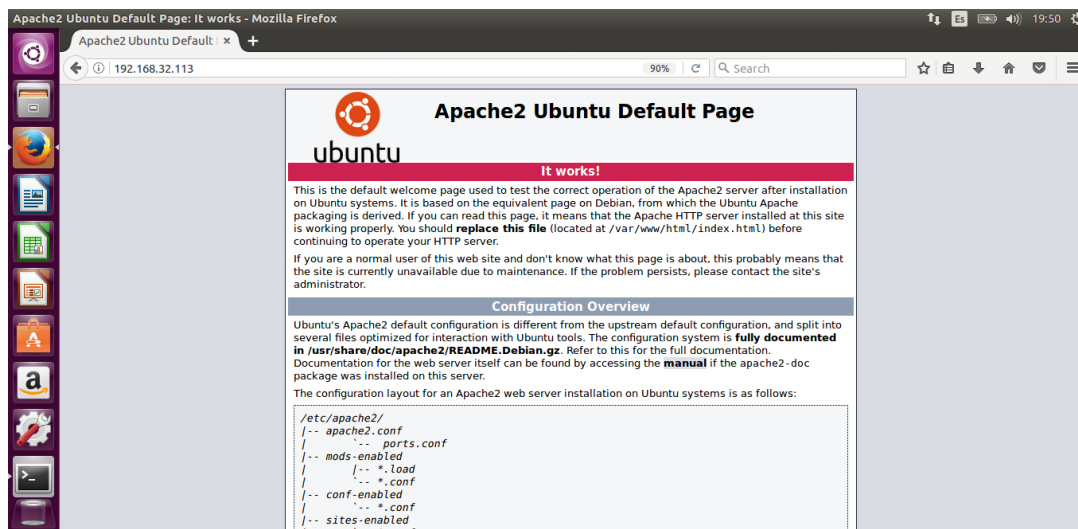 Apache2 Ubuntu Default Page: It works - Mozilla Firefox
Es
19:50
Apache2 Ubuntu Default
192.168.32.113
90%
Search
Apache2 Ubuntu Default Page
ubuntu
It works!
This is the default welcome page used to test the correct operation of the Apache2 server after installation
on Ubuntu systems. It is based on the equivalent page on Debian, from which the Ubuntu Apache
packaging is derived. If you can read this page, it means that the Apache HTTP server installed at this site
is working properly. You should replace this file (located at /var/www/html/index.html) before
continuing to operate your HTTP server.
If you are a normal user of this web site and don't know what this page is about, this probably means that
the site is currently unavailable due to maintenance. If the problem persists, please contact the site's
administrator.
Configuration Overview
Ubuntu's Apache2 default configuration is different from the upstream default configuration, and split into
several files optimized for interaction with Ubuntu tools. The configuration system is fully documented
in /usr/share/doc/apache2/README.Debian.gz. Refer to this for the full documentation.
Documentation for the web server itself can be found by accessing the manual if the apache2-doc
package was installed on this server.
The configuration layout for an Apache2 web server installation on Ubuntu systems is as follows:
/etc/apache2/
|-- apache2.conf
|       `--  ports.conf
|-- mods-enabled
|       |-- *.load
|       `-- *.conf
|-- conf-enabled
|       `-- *.conf
|-- sites-enabled